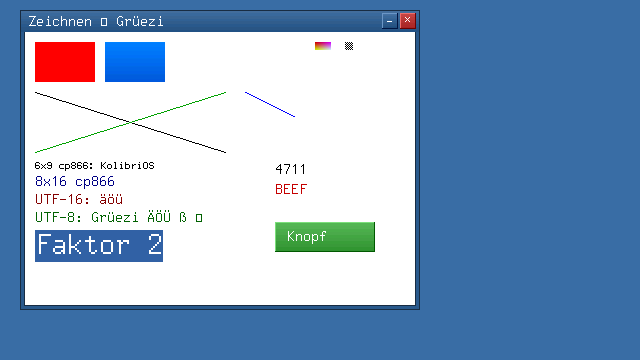 Zeichnen □ Grüezi
6x9 cp866: KolibriOS
8x16 cp866
UTF-16: äöü
UTF-8: Grüezi ÄÖÜ ß □
Faktor 2
4711
BEEF
Knopf